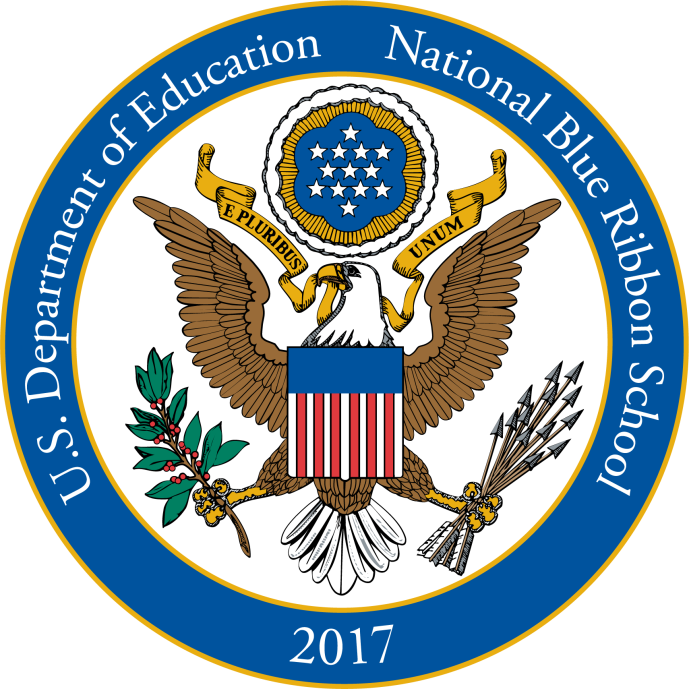 U.S. Department of Education
National Blue Ribbon School
E PLURIBUS
UNUM
2017